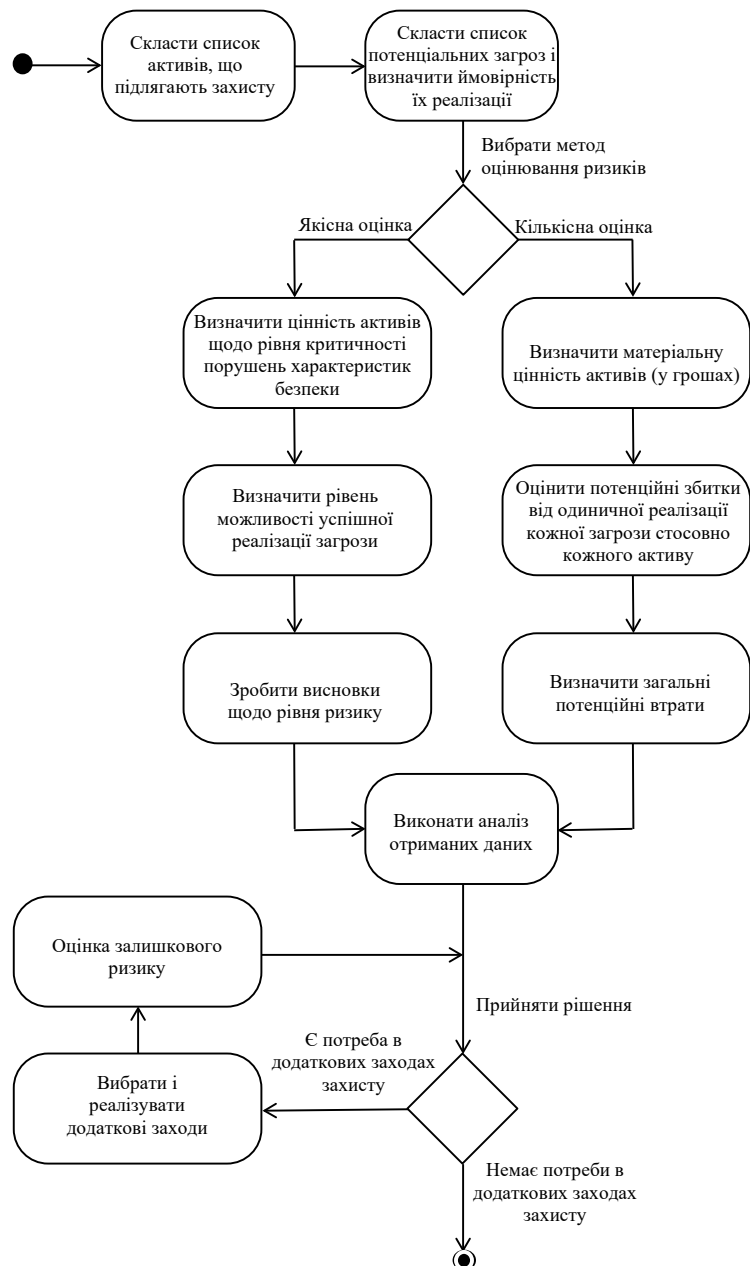 Скласти список
активів, що
підлягають захисту
Скласти список
потенціальних загроз і
визначити ймовірність
їх реалізації
Вибрати метод
оцінювання ризиків
Якісна оцінка
Кількісна оцінка
Визначити цінність активів
щодо рівня критичності
порушень характеристик
безпеки
Визначити матеріальну
цінність активів (у грошах)
Визначити рівень
можливості успішної
реалізації загрози
Оцінити потенційні збитки
від одиничної реалізації
кожної загрози стосовно
кожного активу
Зробити висновки
щодо рівня ризику
Визначити загальні
потенційні втрати
Виконати аналіз
отриманих даних
Оцінка залишкового
ризику
Прийняти рішення
Є потреба в
додаткових заходах
захисту
Вибрати і
реалізувати
додаткові заходи
Немає потреби в
додаткових заходах
захисту